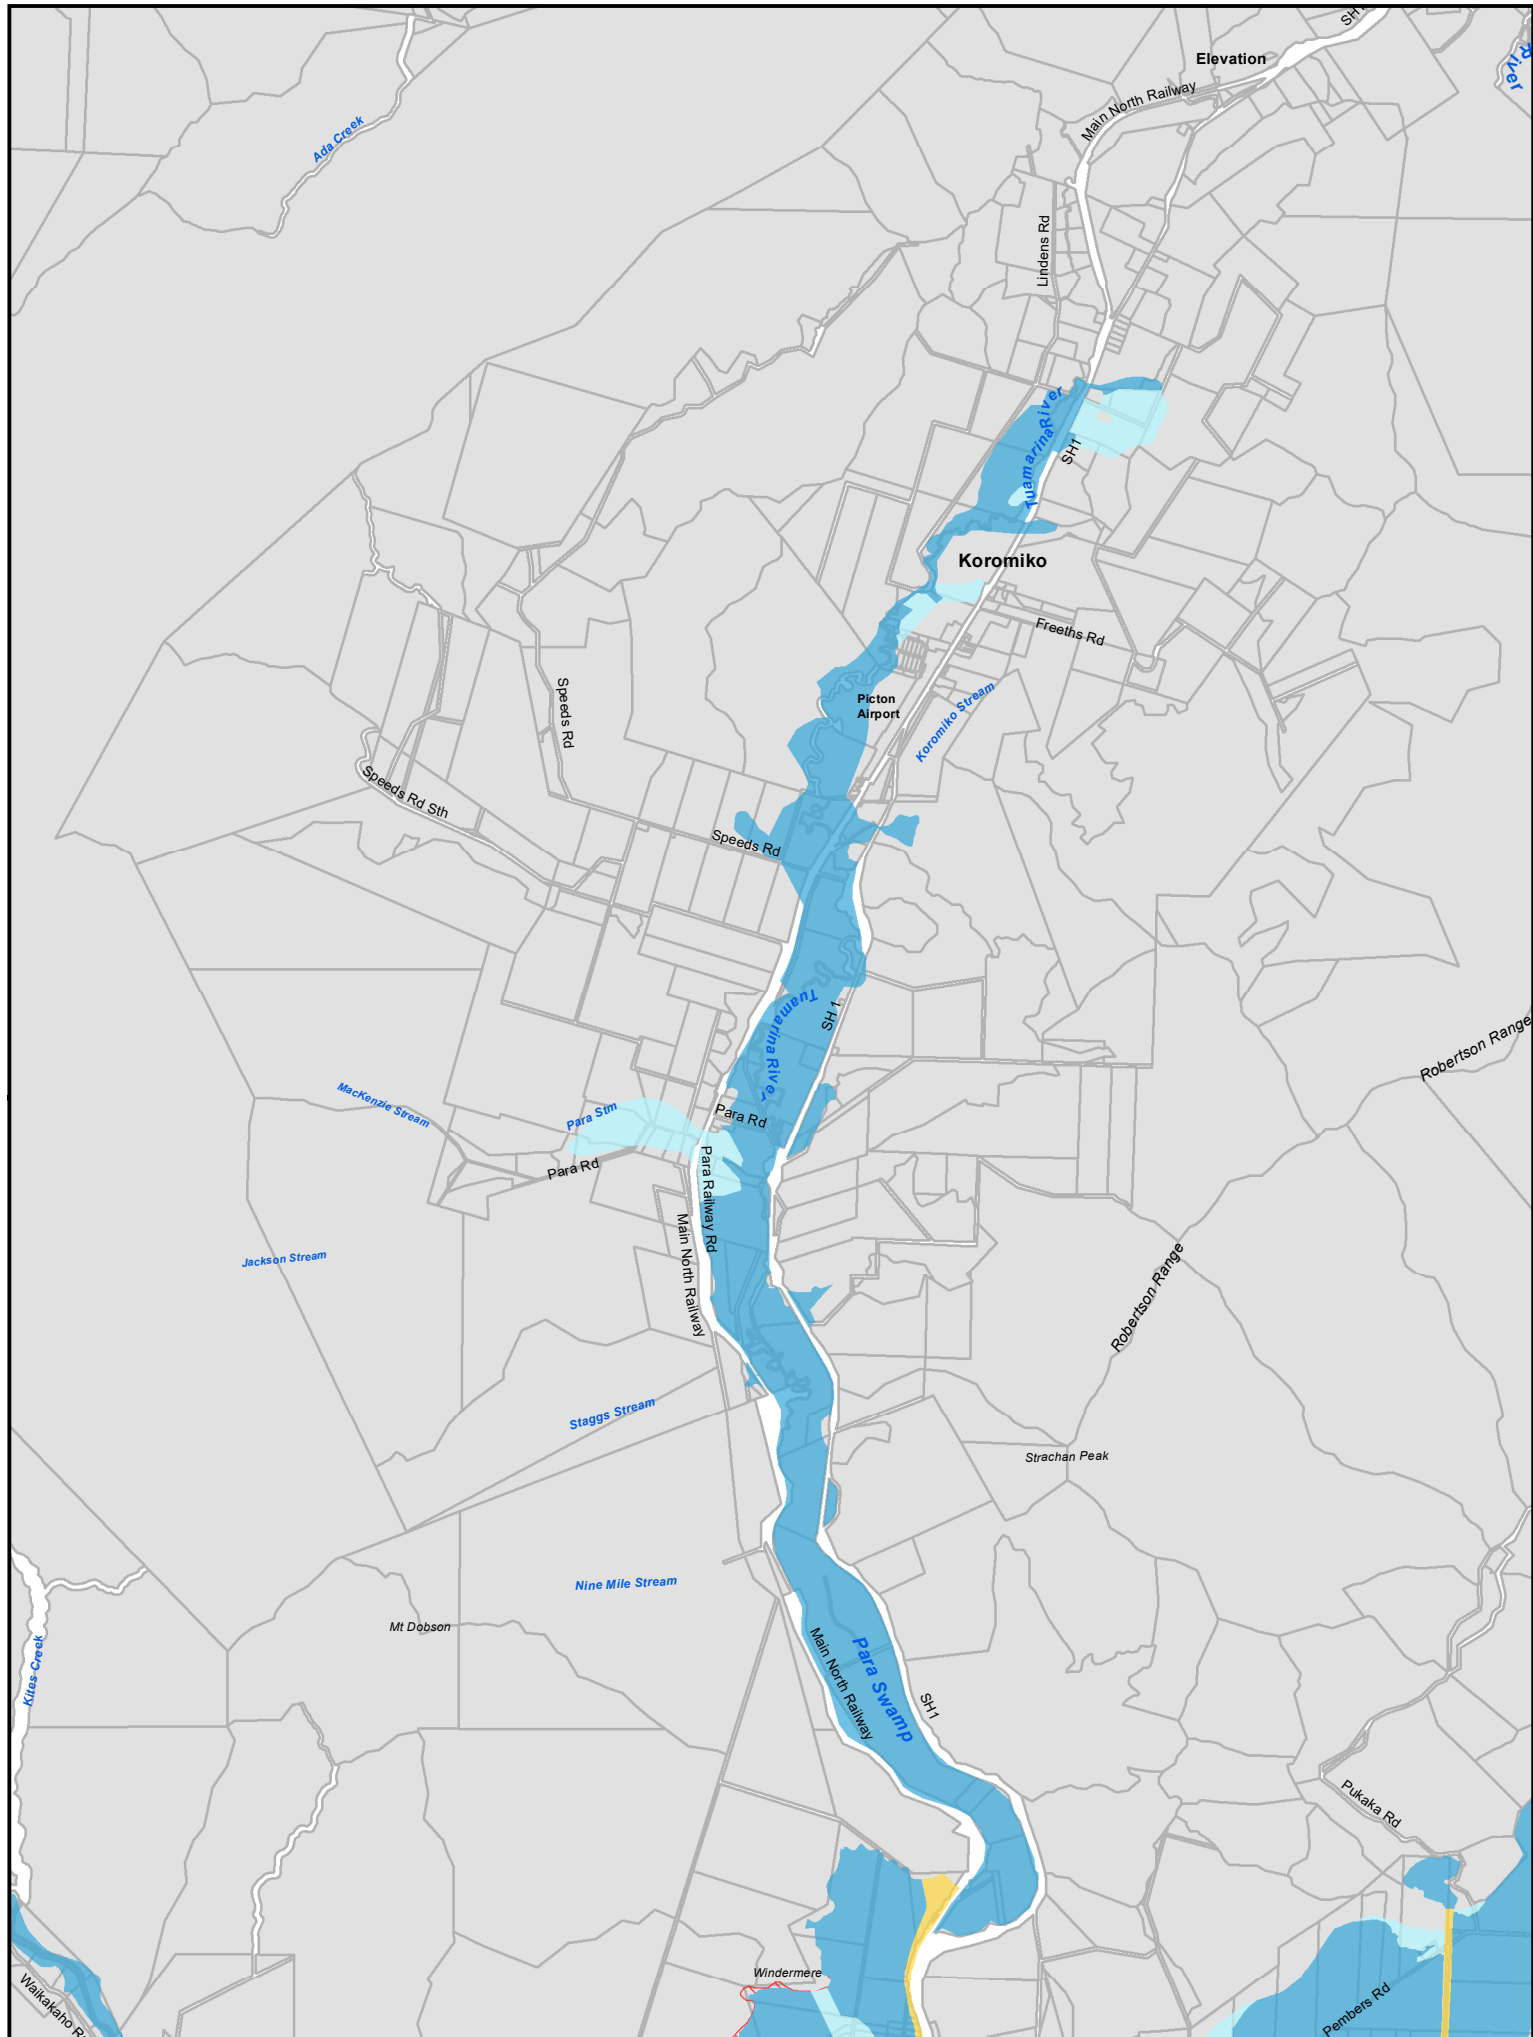 SH1
Elevation
River
Main North Railway
Ada Creek
Lindens Rd
Tuamarina River
SH1
Koromiko
Freeths Rd
Speeds Rd
Picton
Airport
Koromiko Stream
Speeds Rd Sth
Speeds Rd
Tuamarina River
SH 1
Robertson Range
MacKenzie Stream
Para Stm
Para Rd
Para Rd
Para Railway Rd
Main North Railway
Jackson Stream
Robertson Range
Staggs Stream
Strachan Peak
Nine Mile Stream
Mt Dobson
Kites Creek
Main North Railway
Para Swamp
SH1
Pukaka Rd
Windermere
Waikakaho
Pembers Rd